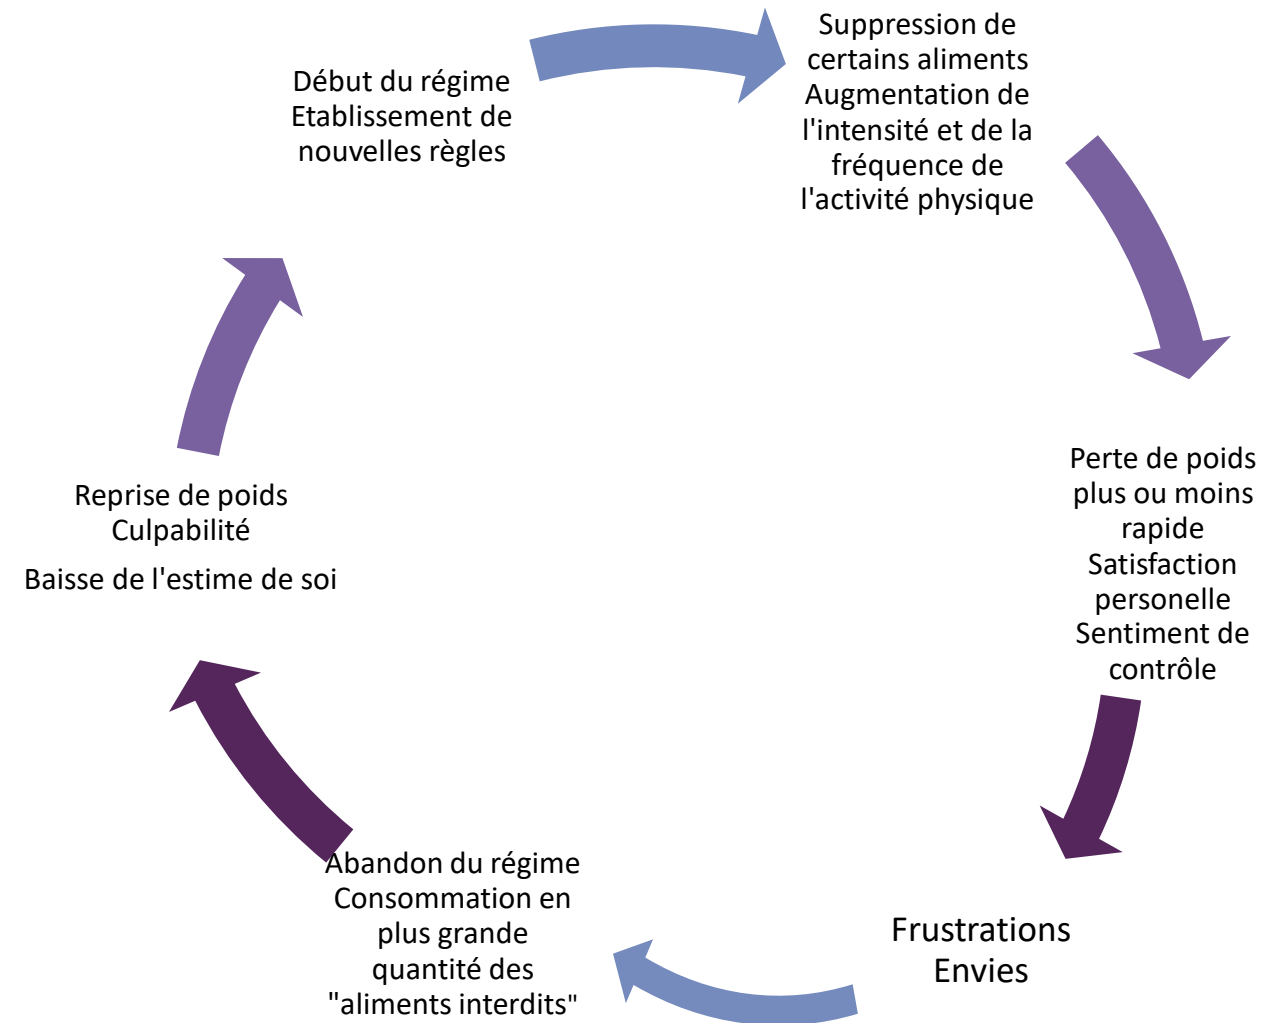 Début du régime
Etablissement de
nouvelles règles
Suppression de
certains aliments
Augmentation de
l'intensité et de la
fréquence de
l'activité physique
Perte de poids
plus ou moins
rapide
Satisfaction
personelle
Sentiment de
contrôle
Frustrations
Envies
Abandon du régime
Consommation en
plus grande
quantité des
"aliments interdits"
Reprise de poids
Culpabilité
Baisse de l'estime de soi